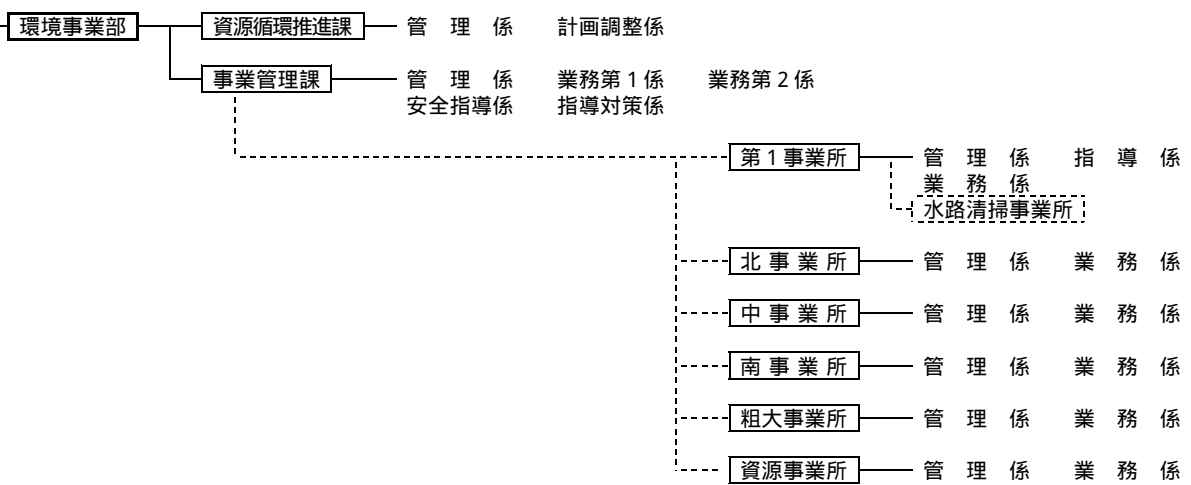 環境事業部 資源循環推進課 管理係 計画調整係
事業管理課 管理係 業務第1係 業務第2係
安全指導係 指導対策係
第1事業所 管理係 指導係
業務係
水路清掃事業所
北事業所 管理係 業務係
中事業所 管理係 業務係
南事業所 管理係 業務係
粗大事業所 管理係 業務係
資源事業所 管理係 業務係